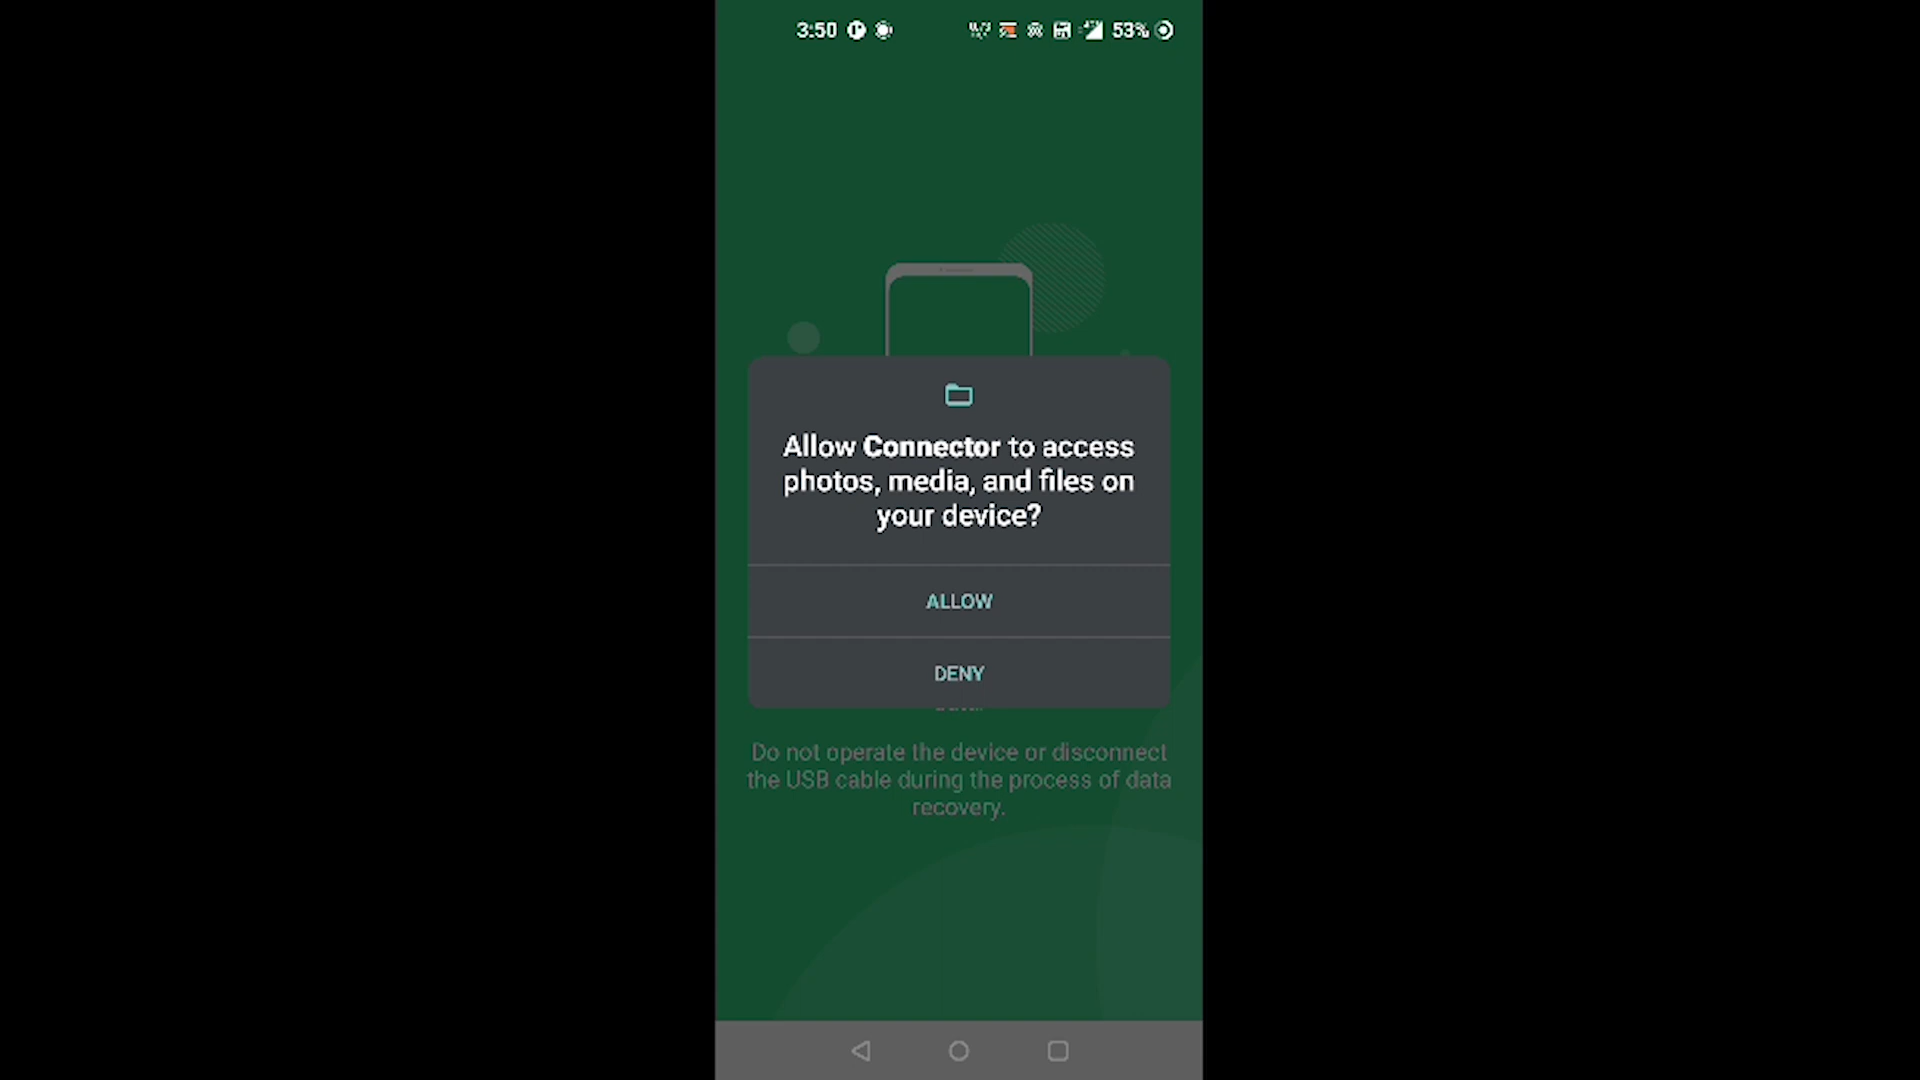 3:50
53%
Allow Connector to access
photos, media, and files on
your device?
ALLOW
DENY
Do not operate the device or disconnect
the USB cable during the process of data
recovery.